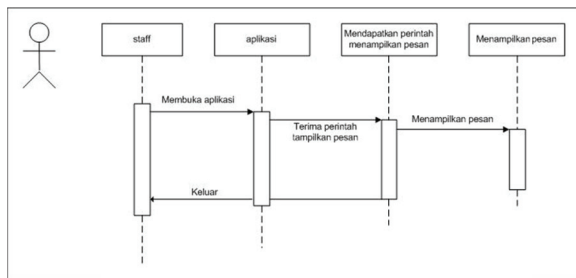 staff
aplikasi
Mendapatkan perintah
menampilkan pesan
Menampilkan pesan
Membuka aplikasi
Terima perintah
tampilkan pesan
Menampilkan pesan
Keluar